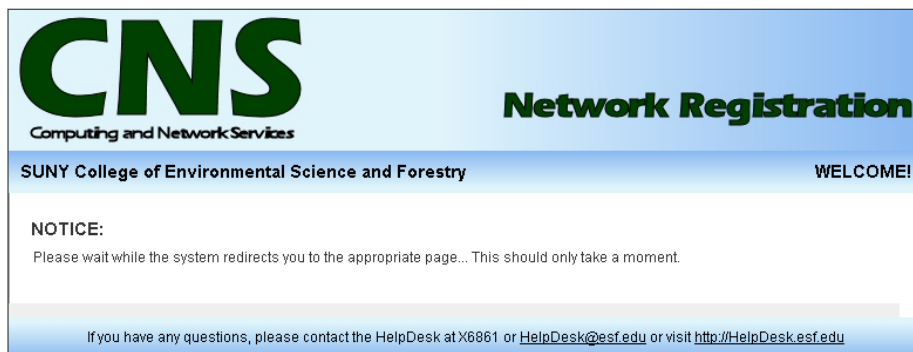 CNS
Computing and Network Services
Network Registration
SUNY College of Environmental Science and Forestry WELCOME!
NOTICE:
Please wait while the system redirects you to the appropriate page... This should only take a moment.
If you have any questions, please contact the HelpDesk at X6861 or HelpDesk@esf.edu or visit http://HelpDesk.esf.edu